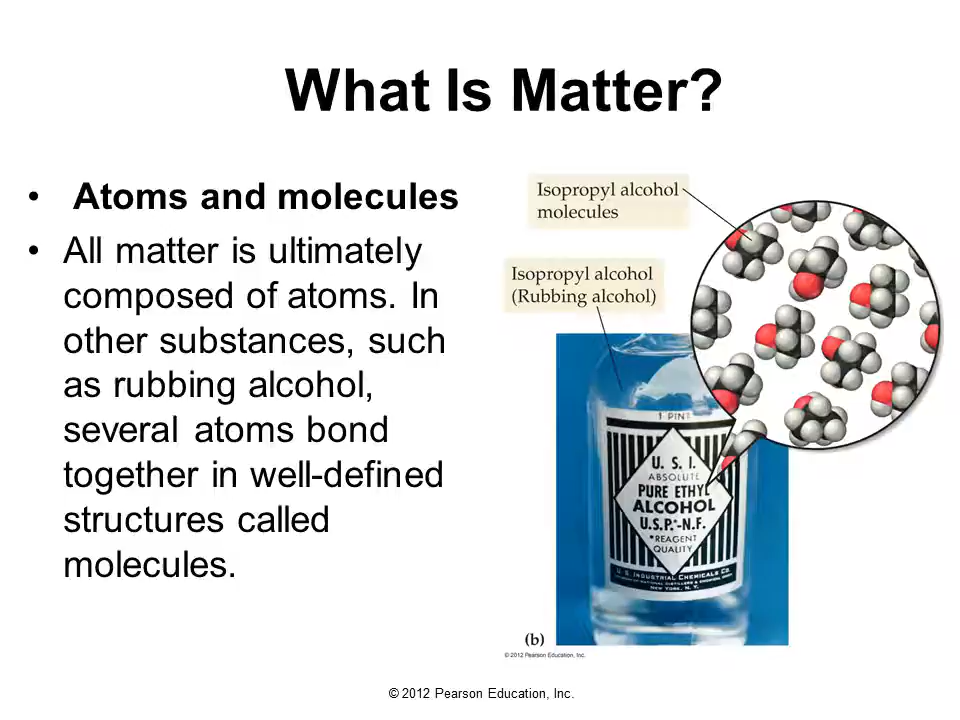 What Is Matter?
• Atoms and molecules
• All matter is ultimately
composed of atoms. In
other substances, such
as rubbing alcohol,
several atoms bond
together in well-defined
structures called
molecules.
Isopropyl alcohol
molecules
Isopropyl alcohol
(Rubbing alcohol)
1 PINT
U. S. I.
ABSOLUTE
PURE ETHYL
ALCOHOL
U.S.P.-N.F.
*REAGENT
QUALITY
U. S. INDUSTRIAL CHEMICALS CO.
NEW YORK, N. Y.
(b)
© 2012 Pearson Education, Inc.
© 2012 Pearson Education, Inc.